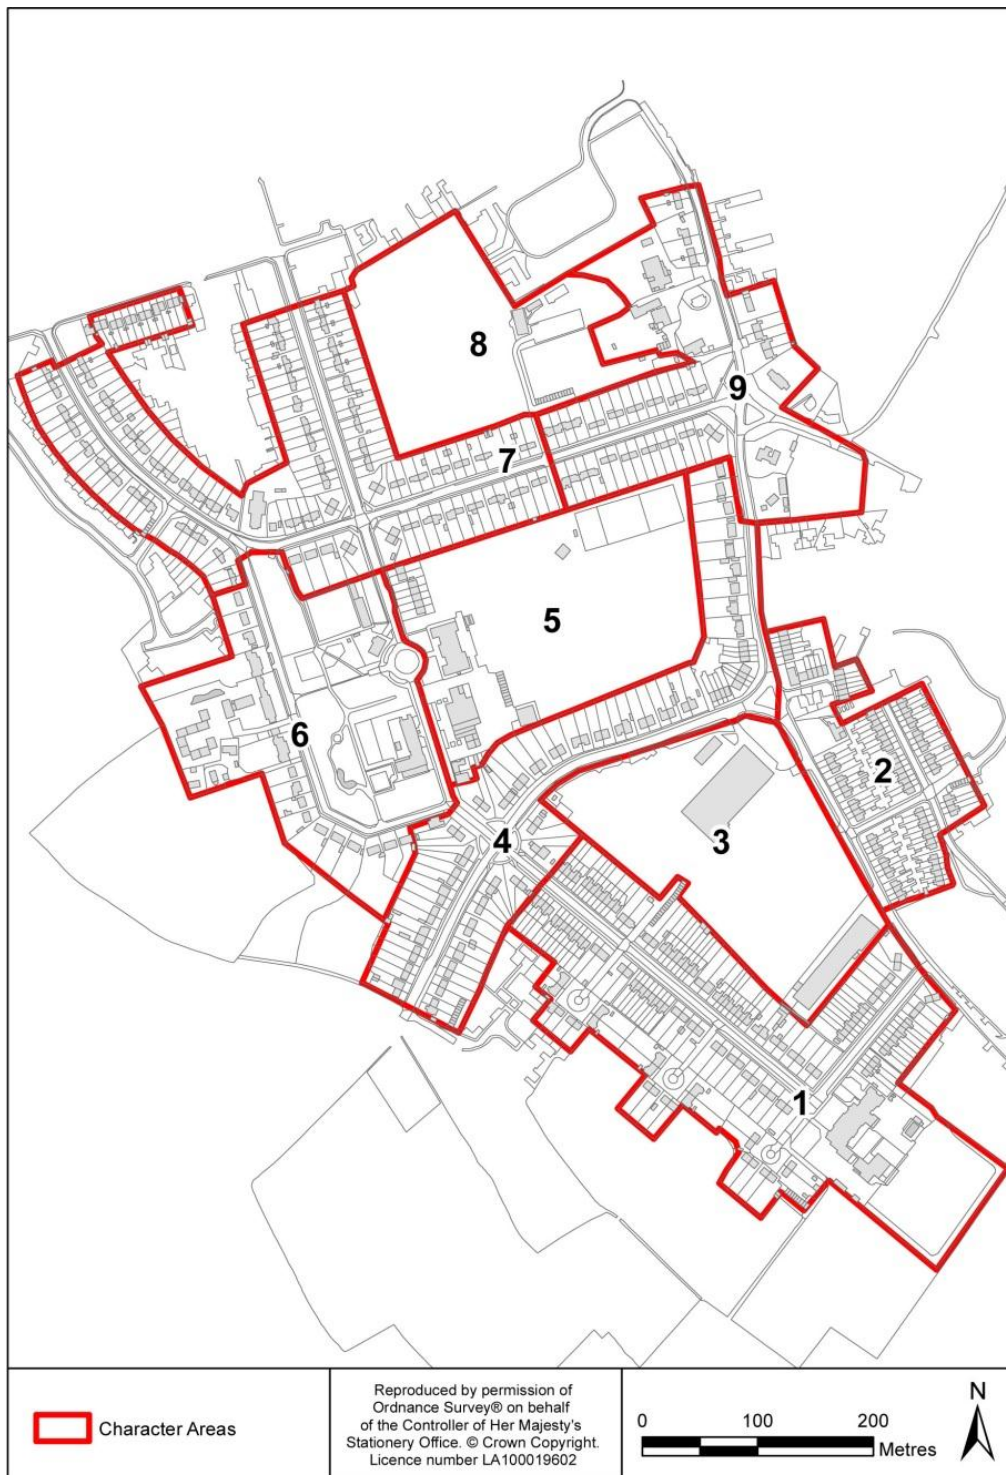 8
9
7
5
6
2
3
4
1
Character Areas
Reproduced by permission of
Ordnance Survey® on behalf
of the Controller of Her Majesty's
Stationery Office. © Crown Copyright.
Licence number LA100019602
N
0 100 200
Metres